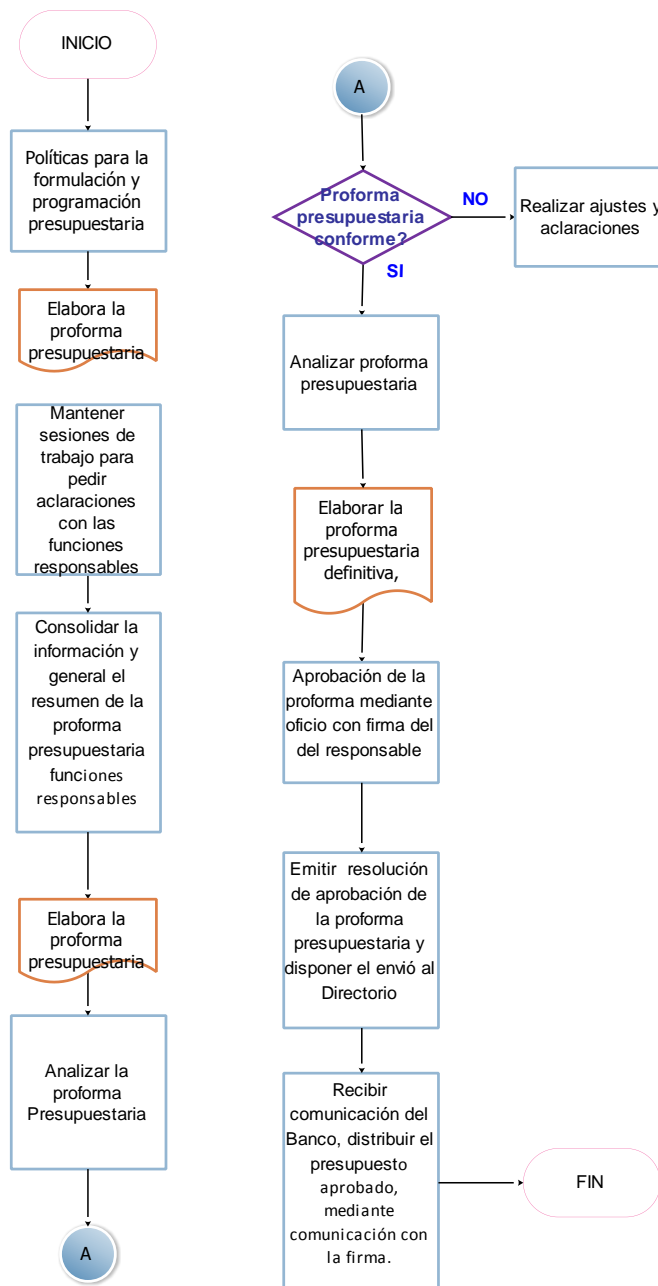 INICIO
Políticas para la
formulación y
programación
presupuestaria
Elabora la
proforma
presupuestaria
Mantener
sesiones de
trabajo para
pedir
aclaraciones
con las
funciones
responsables
Consolidar la
información y
general el
resumen de la
proforma
presupuestaria
funciones
responsables
Elabora la
proforma
presupuestaria
Analizar la
proforma
Presupuestaria
A
A
Proforma
presupuestaria
conforme?
NO
Realizar ajustes y
aclaraciones
SI
Analizar proforma
presupuestaria
Elaborar la
proforma
presupuestaria
definitiva,
Aprobación de la
proforma mediante
oficio con firma del
del responsable
Emitir resolución
de aprobación de
la proforma
presupuestaria y
disponer el envió al
Directorio
Recibir
comunicación del
Banco, distribuir el
presupuesto
aprobado,
mediante
comunicación con
la firma.
FIN